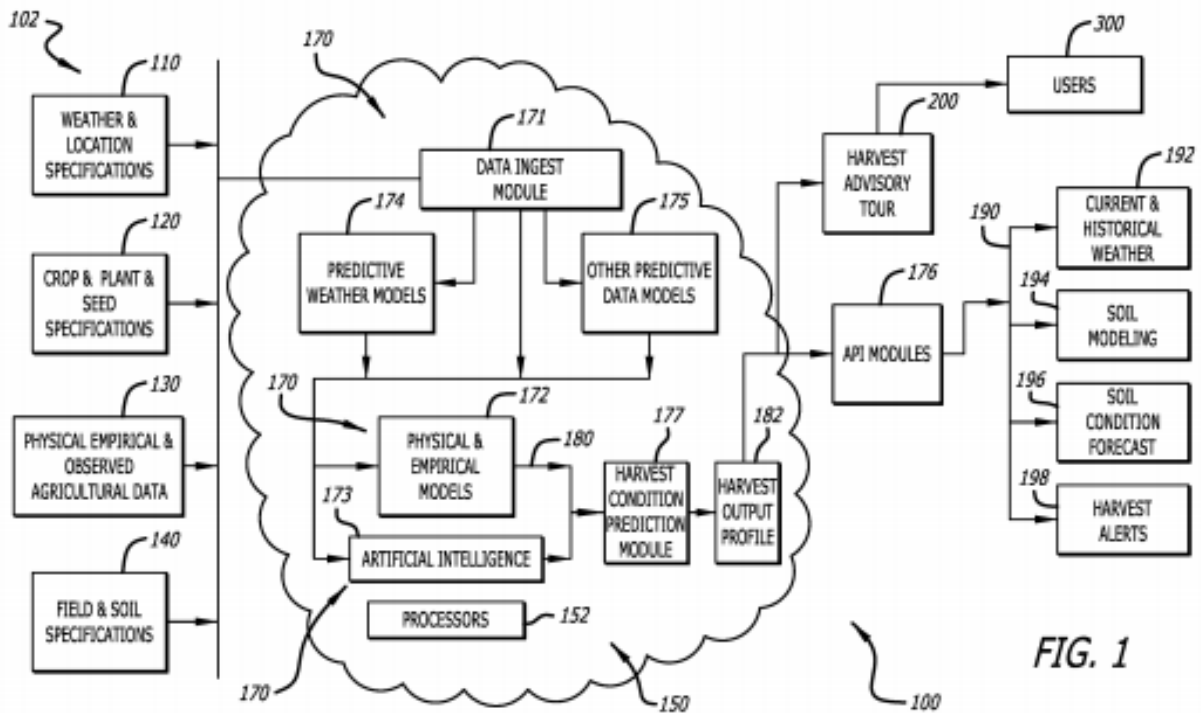 102
110
WEATHER &
LOCATION
SPECIFICATIONS
120
CROP & PLANT &
SEED
SPECIFICATIONS
130
PHYSICAL EMPIRICAL &
OBSERVED
AGRICULTURAL DATA
140
FIELD & SOIL
SPECIFICATIONS
170
171
DATA INGEST
MODULE
174
PREDICTIVE
WEATHER MODELS
175
OTHER PREDICTIVE
DATA MODELS
170
172
PHYSICAL &
EMPIRICAL
MODELS
180
173
ARTIFICIAL INTELLIGENCE
170
177
HARVEST
CONDITION
PREDICTION
MODULE
182
HARVEST
OUTPUT
PROFILE
PROCESSORS
152
150
200
HARVEST
ADVISORY
TOUR
300
USERS
176
API MODULES
190
192
CURRENT &
HISTORICAL
WEATHER
194
SOIL
MODELING
196
SOIL
CONDITION
FORECAST
198
HARVEST
ALERTS
100
FIG. 1